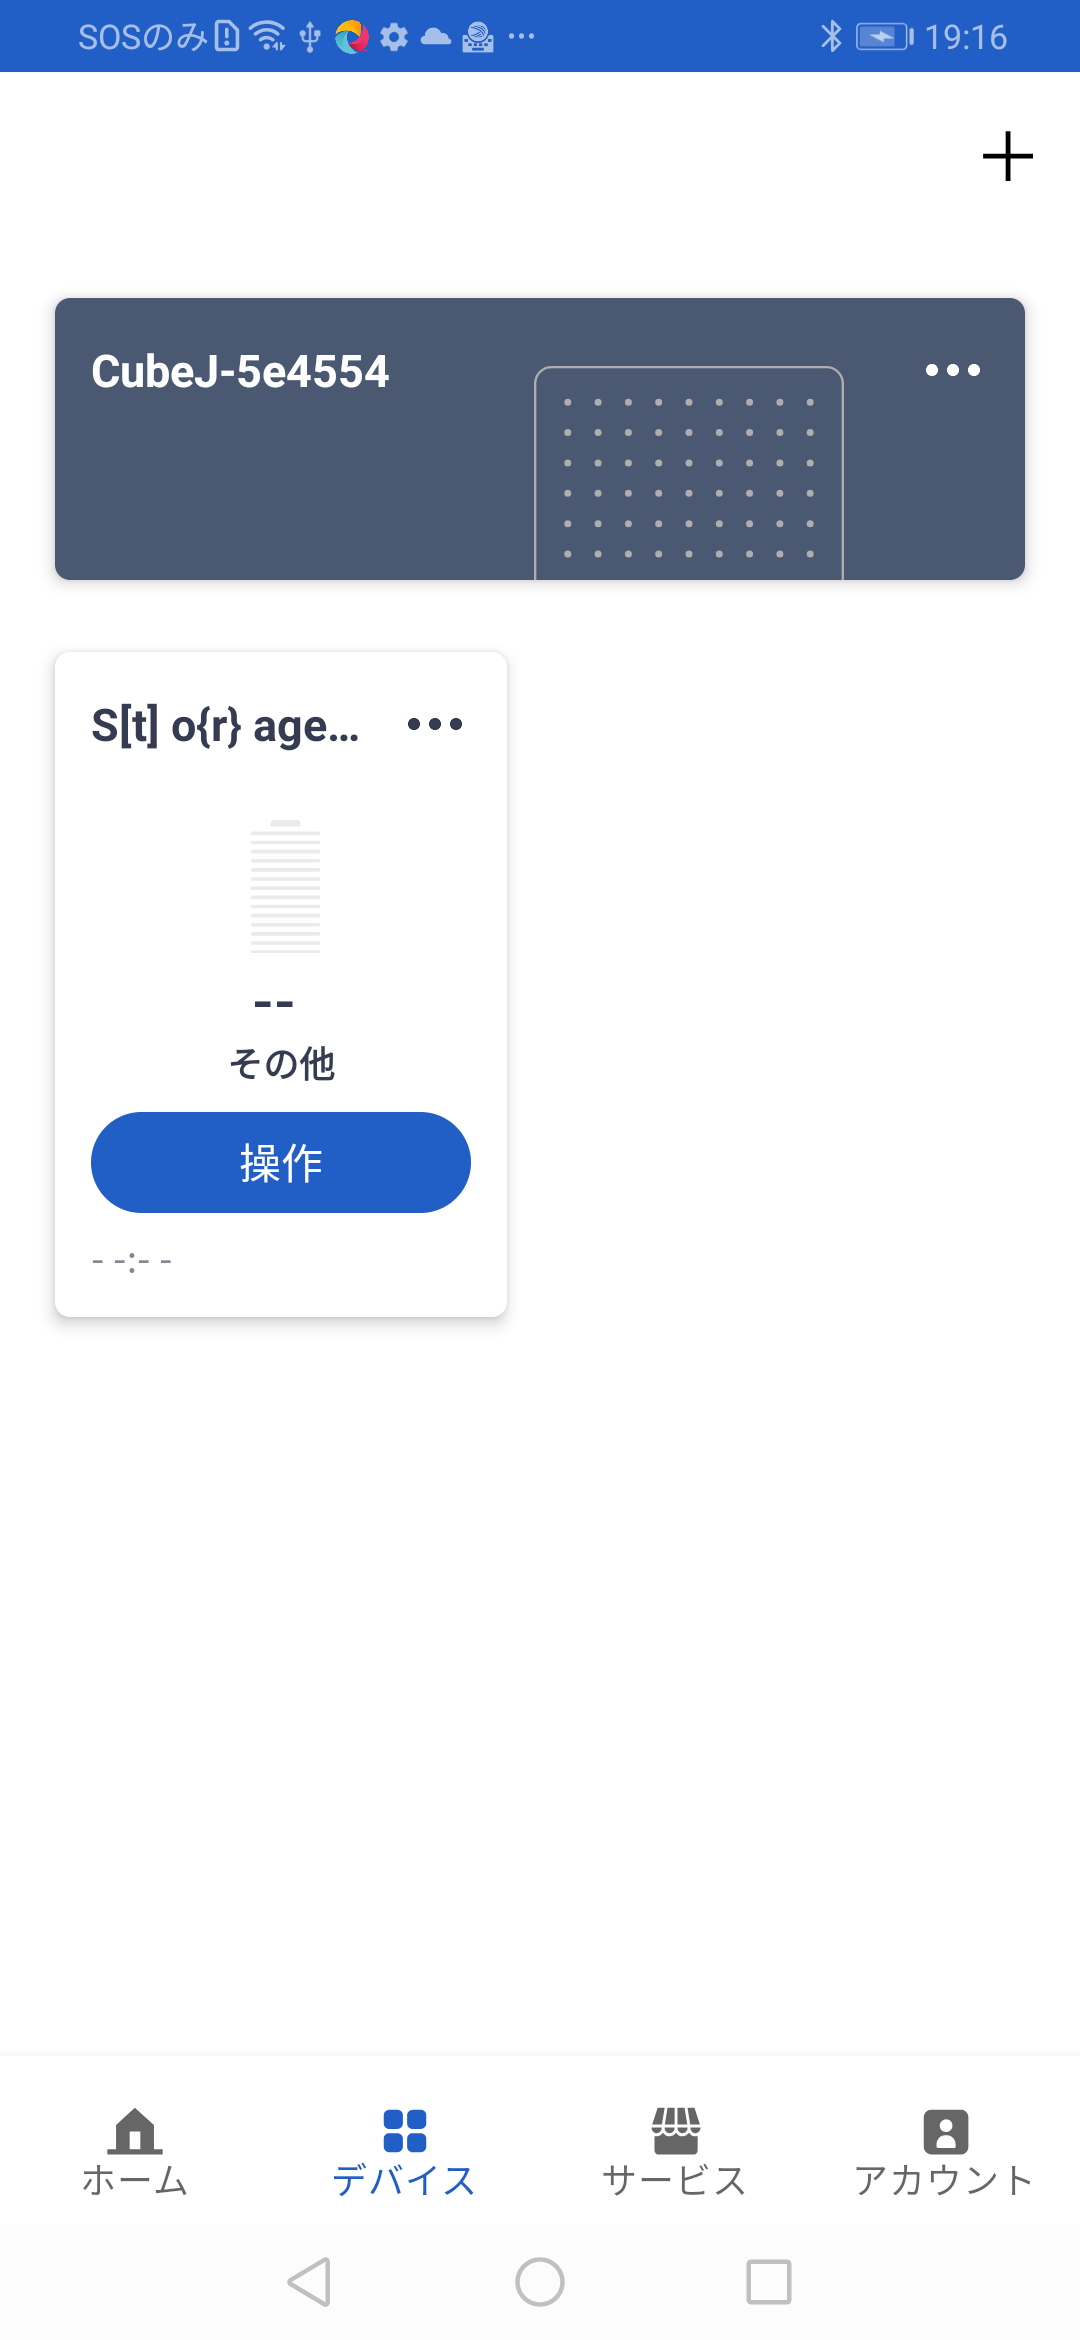 SOSのみ
19:16
CubeJ-5e4554
S[t] o{r} age...
--
その他
操作
- -:- -
ホーム
デバイス
サービス
アカウント